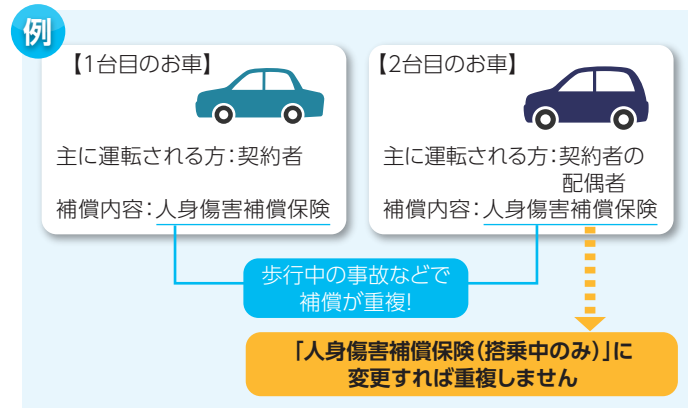 例
【1台目のお車】
主に運転される方：契約者
補償内容：人身傷害補償保険
【2台目のお車】
主に運転される方：契約者の
配偶者
補償内容：人身傷害補償保険
歩行中の事故などで
補償が重複!
「人身傷害補償保険（搭乗中のみ）」に
変更すれば重複しません